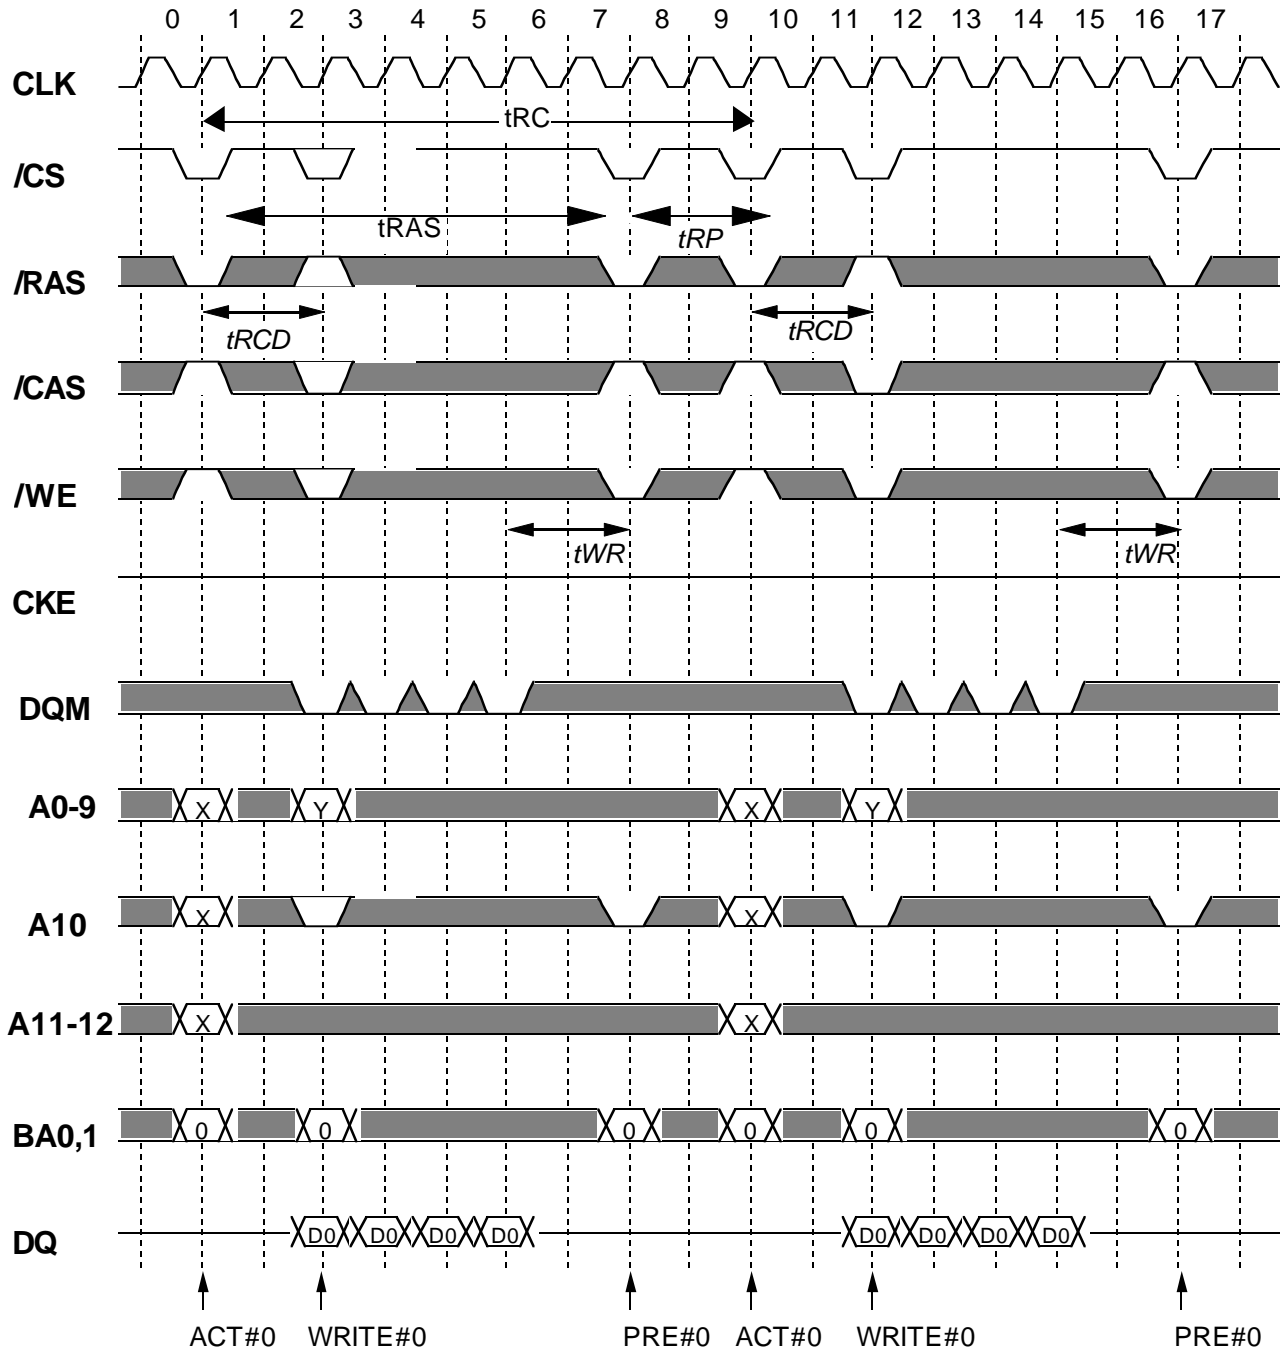 0 1 2 3 4 5 6 7 8 9 10 11 12 13 14 15 16 17
CLK
tRC
/CS
tRAS
tRP
/RAS
tRCD tRCD
/CAS
/WE
tWR tWR
CKE
DQM
A0-9 X Y X Y
A10 X X
A11-12 X X
BA0,1 0 0 0 0 0 0
DQ D0 D0 D0 D0 D0 D0 D0 D0
ACT#0 WRITE#0 PRE#0 ACT#0 WRITE#0 PRE#0